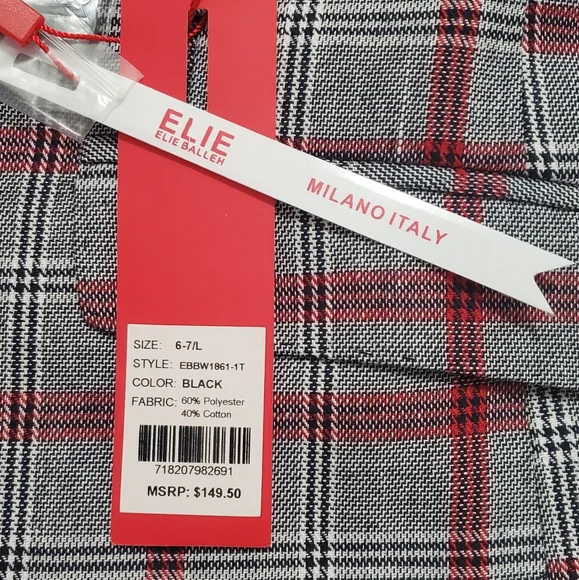 ELIE
ELIE BALLEH
MILANO ITALY
SIZE: 6-7/L
STYLE: EBBW1861-1T
COLOR: BLACK
FABRIC: 60% Polyester
40% Cotton
718207982691
MSRP: $149.50